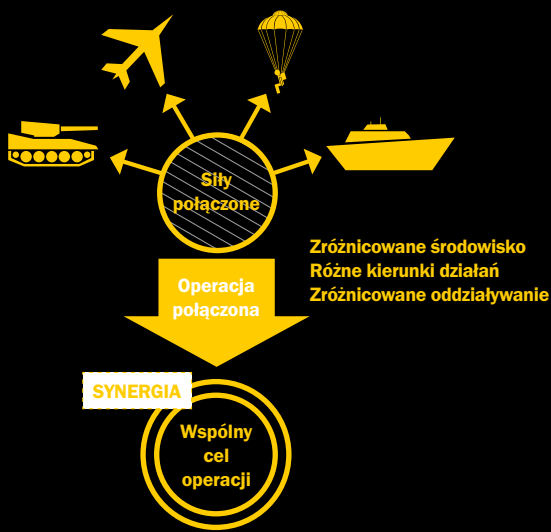 Siły
połączone
Zróżnicowane środowisko
Różne kierunki działań
Zróżnicowane oddziaływanie
Operacja
połączona
SYNERGIA
Wspólny
cel
operacji